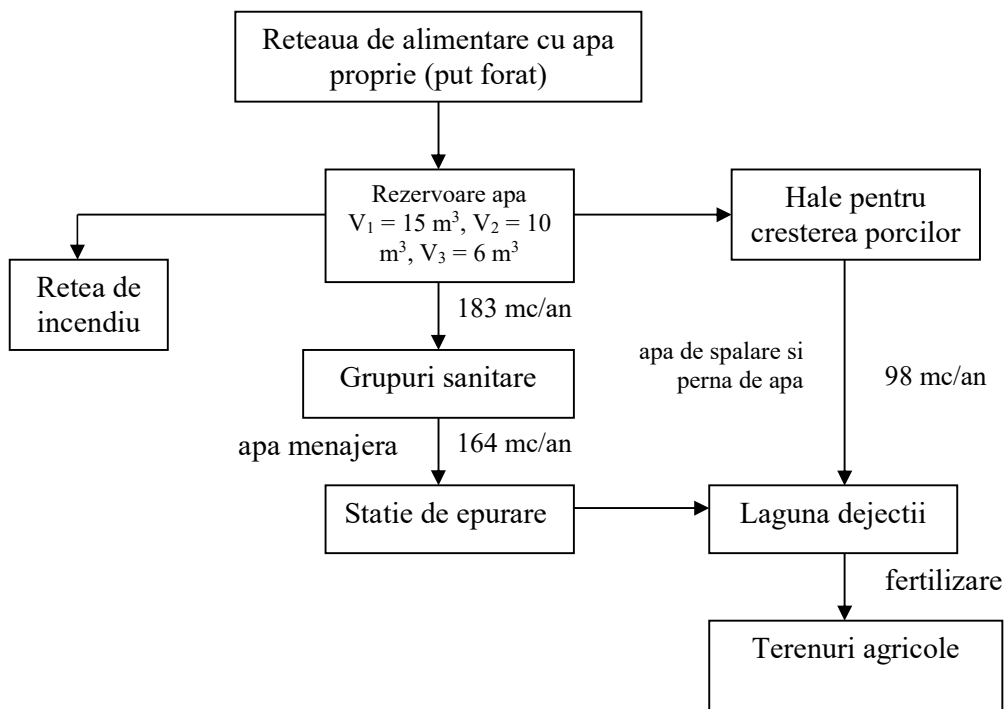 Reteaua de alimentare cu apa
proprie (put forat)
Rezervoare apa
V₁ = 15 m³, V₂ = 10
m³, V₃ = 6 m³
Hale pentru
cresterea porcilor
Retea de
incendiu
183 mc/an
Grupuri sanitare
apa de spalare si
perna de apa
98 mc/an
apa menajera
164 mc/an
Statie de epurare
Laguna dejectii
fertilizare
Terenuri agricole